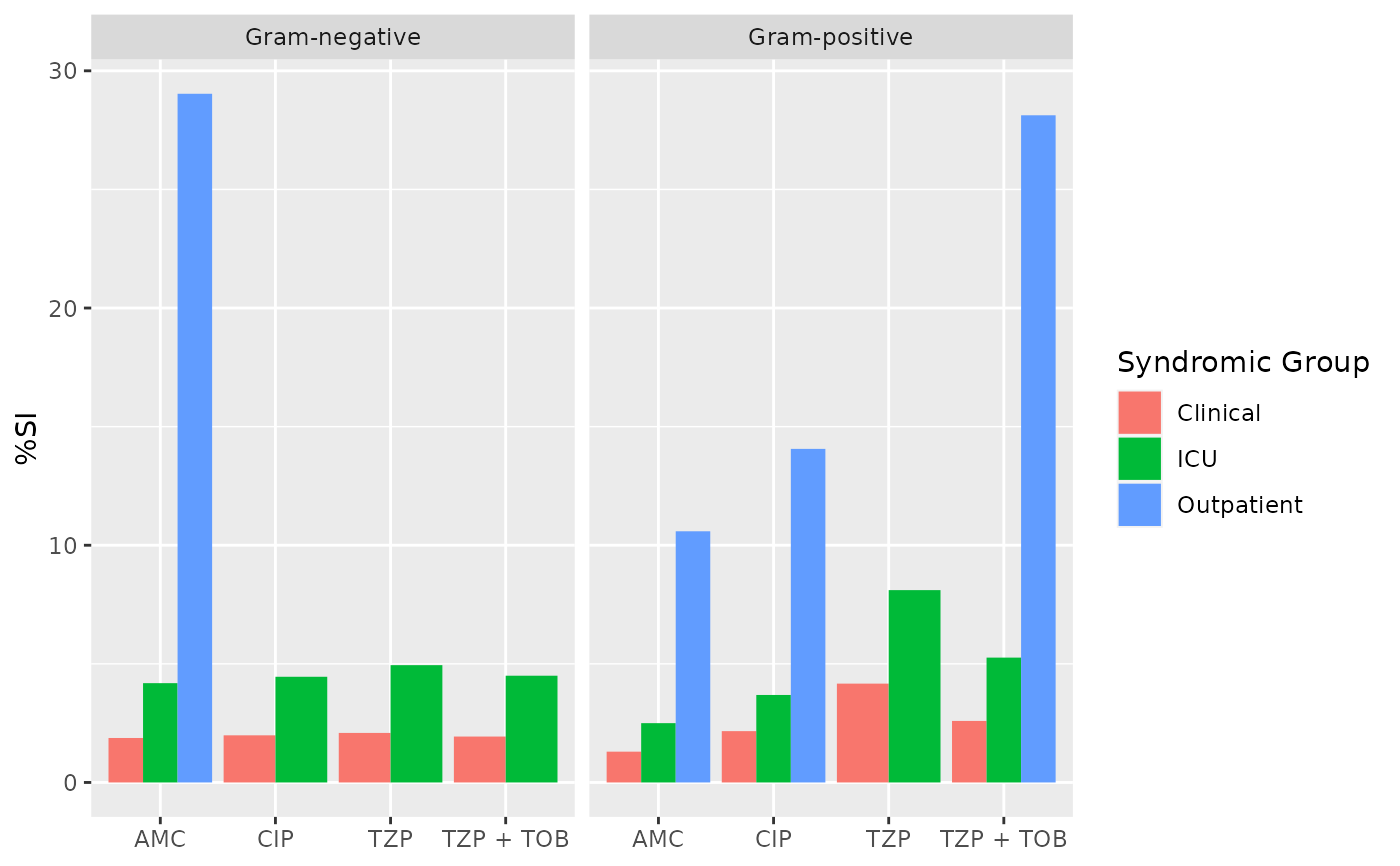 Gram-negative
Gram-positive
30
20
10
0
%SI
AMC CIP TZP TZP + TOB
AMC CIP TZP TZP + TOB
Syndromic Group
Clinical
ICU
Outpatient